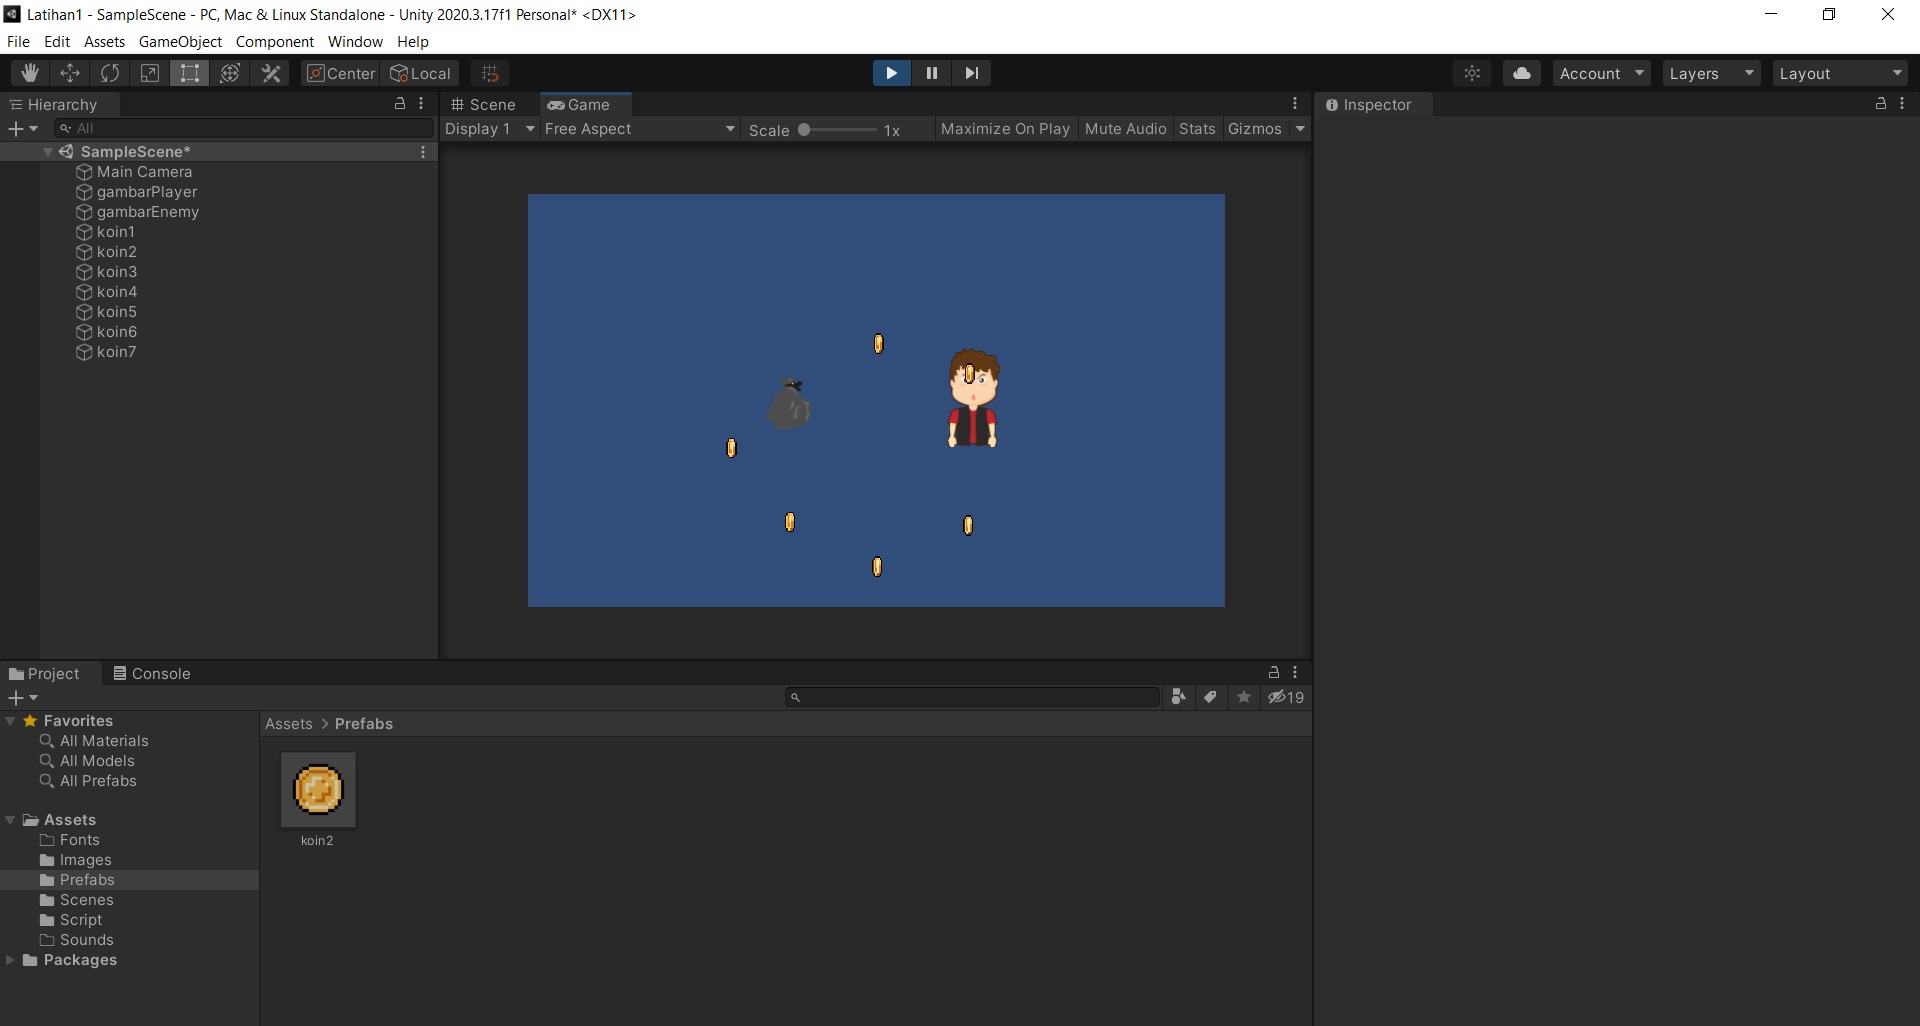 Latihan1 - SampleScene - PC, Mac & Linux Standalone - Unity 2020.3.17f1 Personal* <DX11>
File Edit Assets GameObject Component Window Help
Center Local Account Layers Layout
Hierarchy
All
SampleScene*
Main Camera
gambarPlayer
gambarEnemy
koin1
koin2
koin3
koin4
koin5
koin6
koin7
Scene Game
Display 1 Free Aspect Scale 1x Maximize On Play Mute Audio Stats Gizmos
Inspector
Project Console
19
Favorites
All Materials
All Models
All Prefabs
Assets
Fonts
Images
Prefabs
Scenes
Script
Sounds
Packages
Assets > Prefabs
koin2